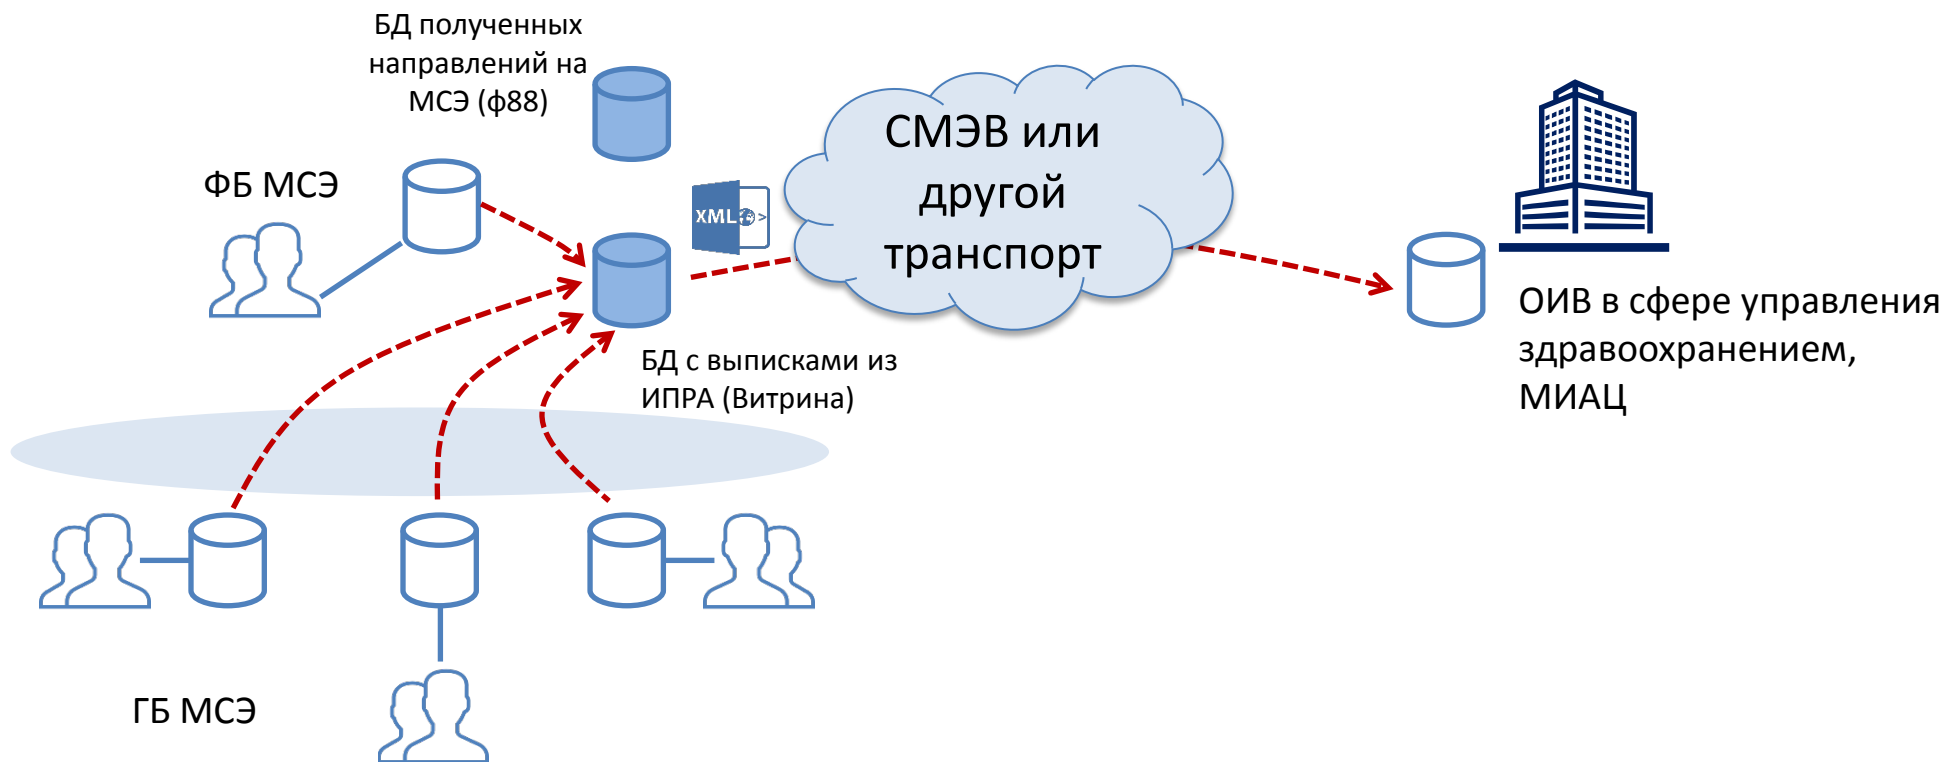 БД полученных
направлений на
МСЭ (ф88)
ФБ МСЭ
XML
СМЭВ или
другой
транспорт
БД с выписками из
ИПРА (Витрина)
ОИВ в сфере управления
здравоохранением,
МИАЦ
ГБ МСЭ